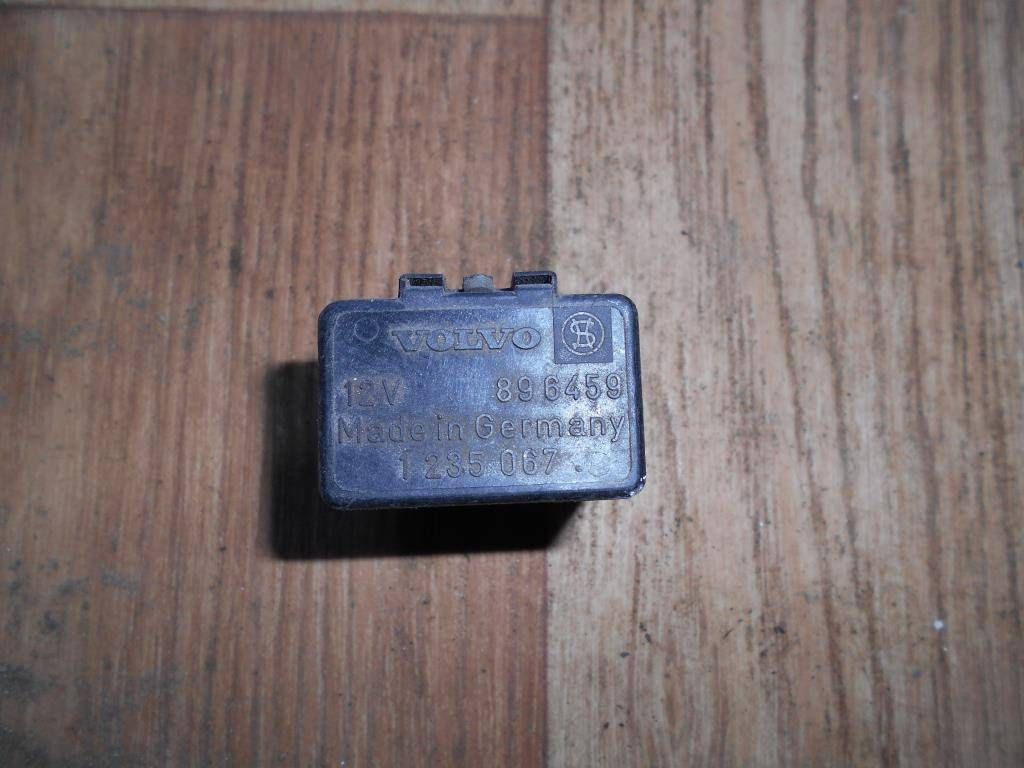 VOLVO
12V 896459
Made in Germany
1 235 067